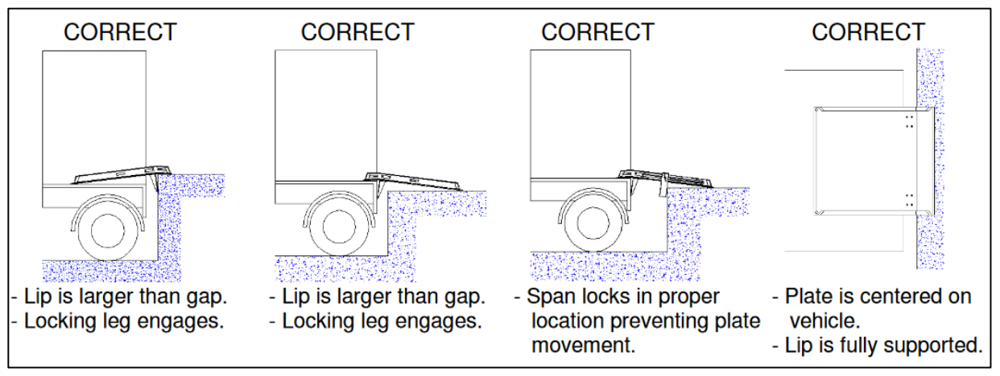 CORRECT
- Lip is larger than gap.
- Locking leg engages.
CORRECT
- Lip is larger than gap.
- Locking leg engages.
CORRECT
- Span locks in proper
location preventing plate
movement.
CORRECT
- Plate is centered on
vehicle.
- Lip is fully supported.